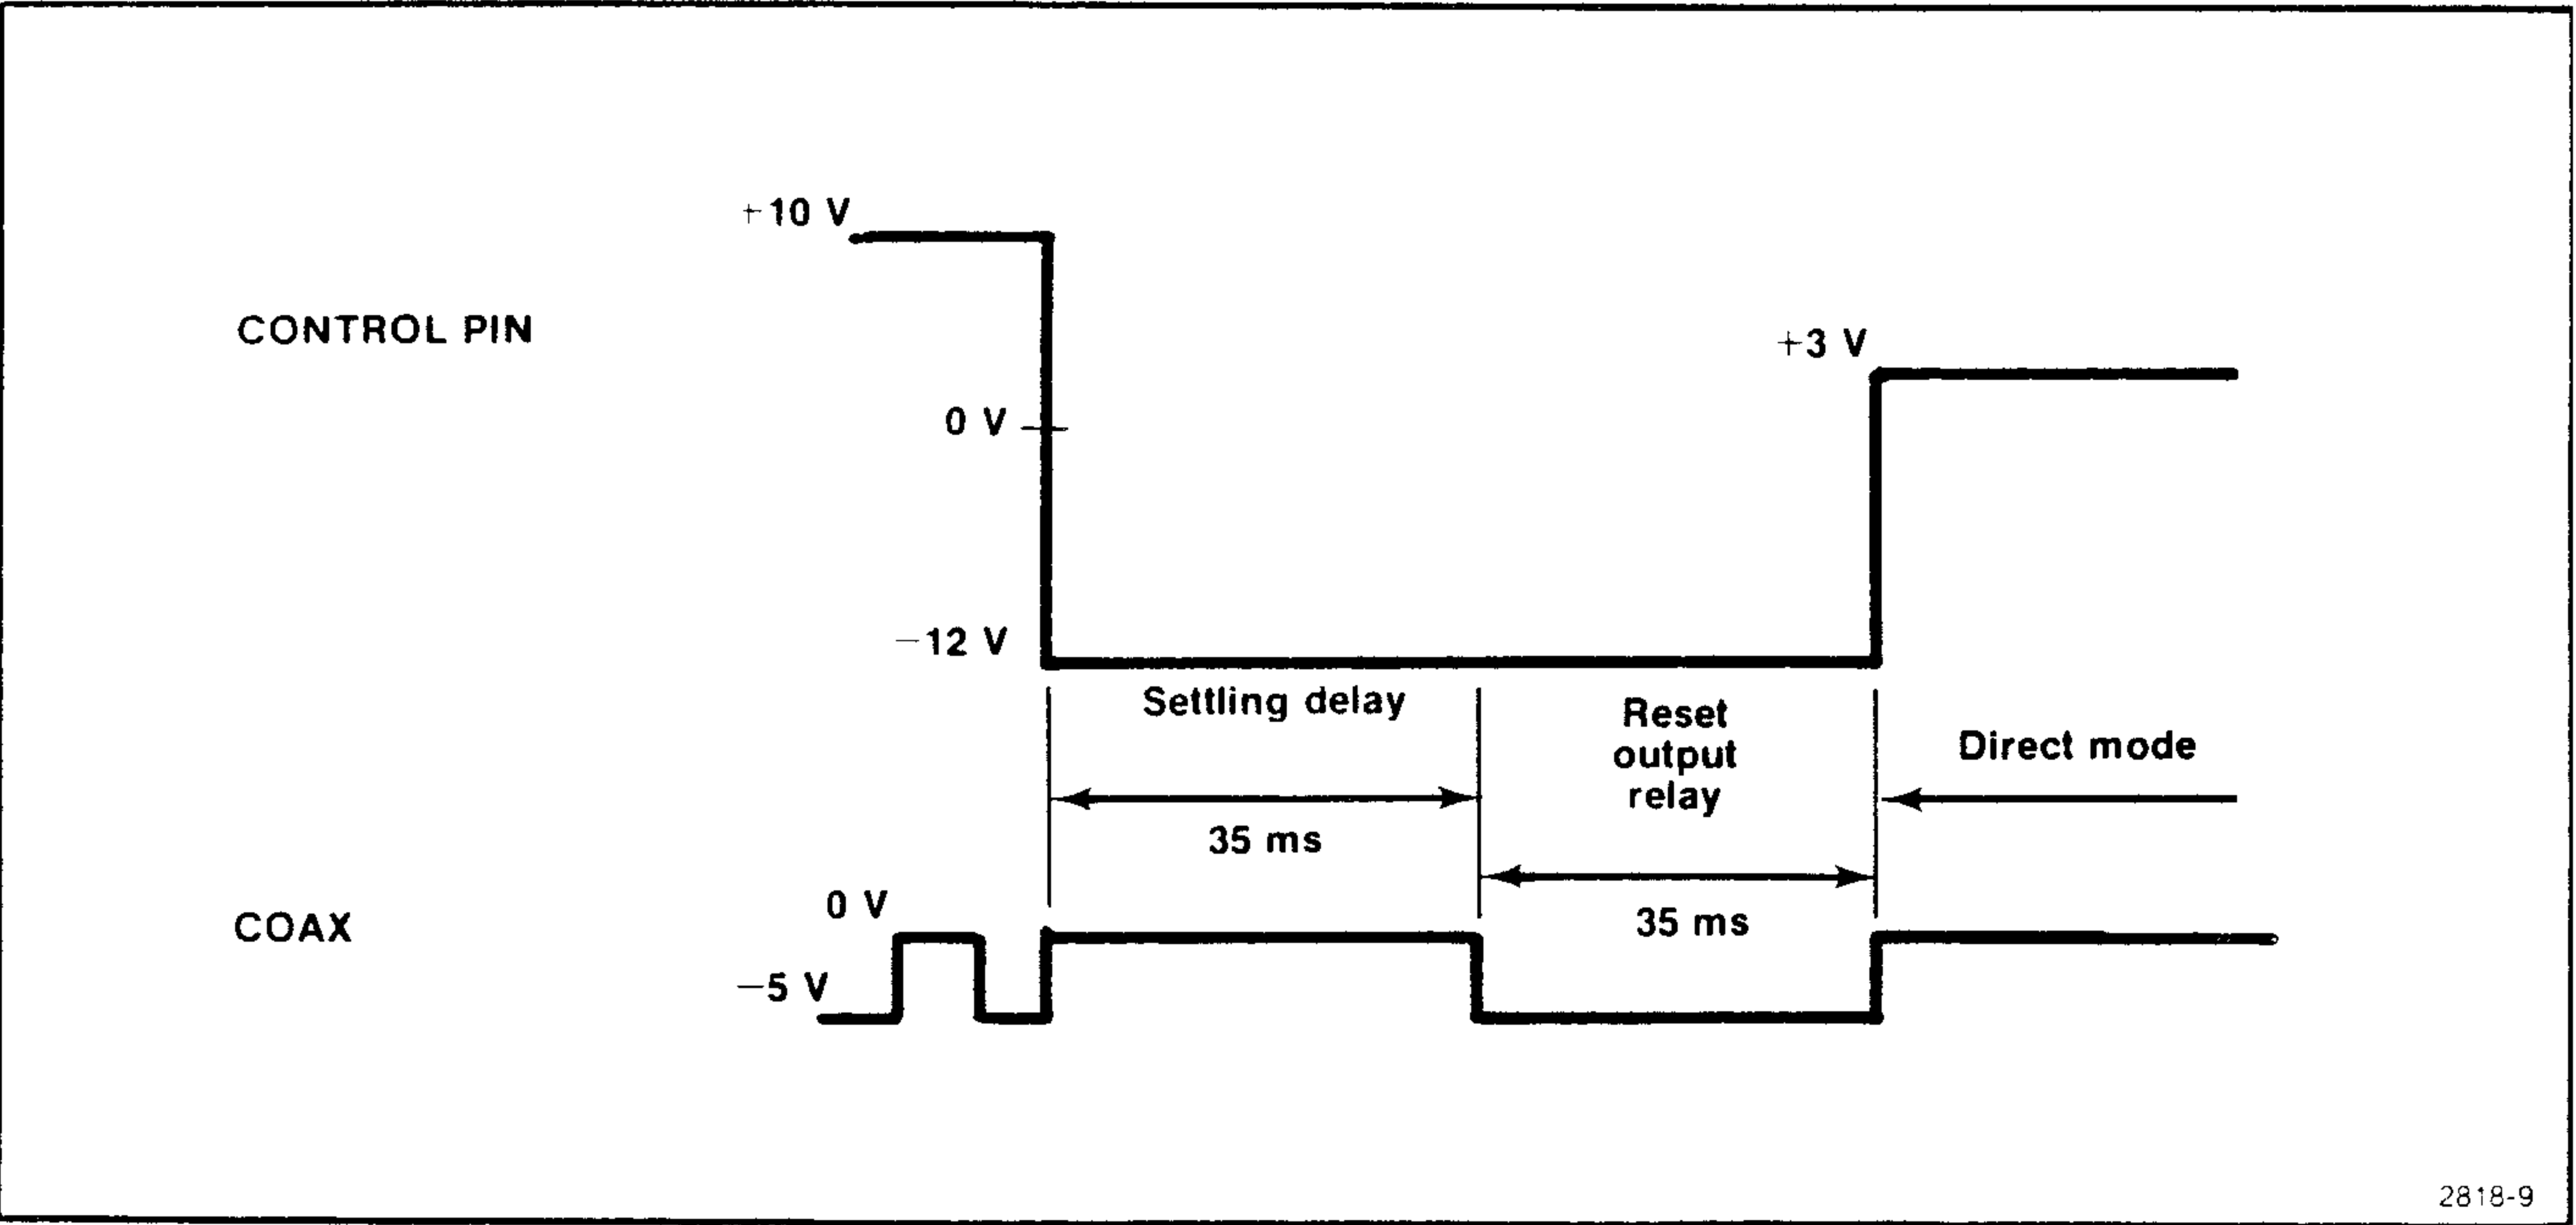 +10 V
CONTROL PIN
+3 V
0 V
−12 V
Settling delay
Reset
output
relay
Direct mode
35 ms
0 V
COAX
35 ms
−5 V
2818-9